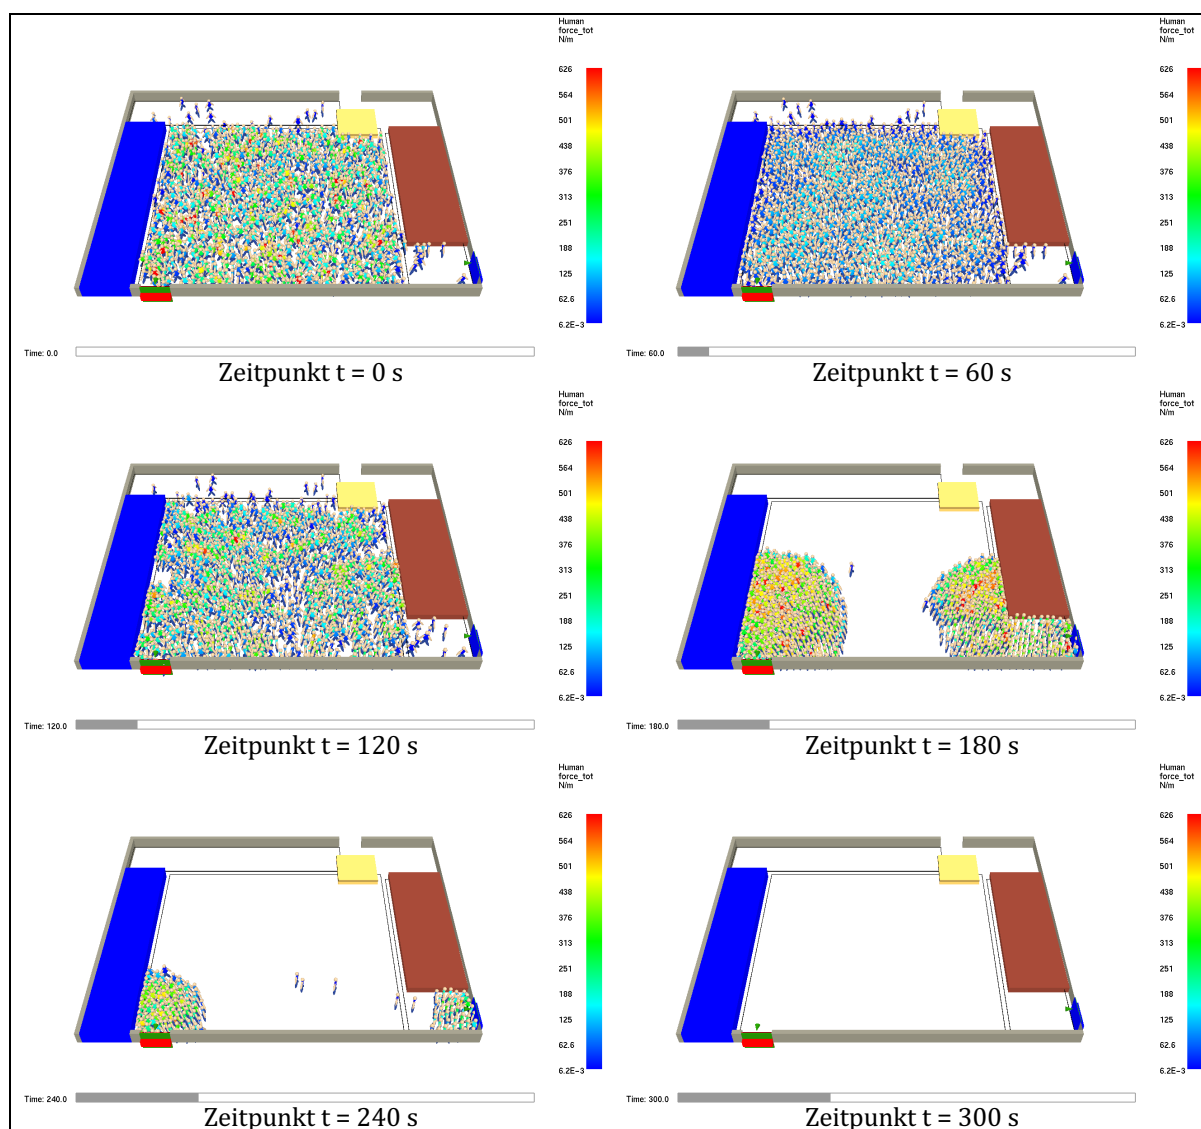 Human
force_tot
N/m
626
564
501
438
376
313
251
188
125
62.6
6.2E-3
Time: 0.0
Zeitpunkt t = 0 s
Human
force_tot
N/m
626
564
501
438
376
313
251
188
125
62.6
6.2E-3
Time: 60.0
Zeitpunkt t = 60 s
Human
force_tot
N/m
626
564
501
438
376
313
251
188
125
62.6
6.2E-3
Time: 120.0
Zeitpunkt t = 120 s
Human
force_tot
N/m
626
564
501
438
376
313
251
188
125
62.6
6.2E-3
Time: 180.0
Zeitpunkt t = 180 s
Human
force_tot
N/m
626
564
501
438
376
313
251
188
125
62.6
6.2E-3
Time: 240.0
Zeitpunkt t = 240 s
Human
force_tot
N/m
626
564
501
438
376
313
251
188
125
62.6
6.2E-3
Time: 300.0
Zeitpunkt t = 300 s